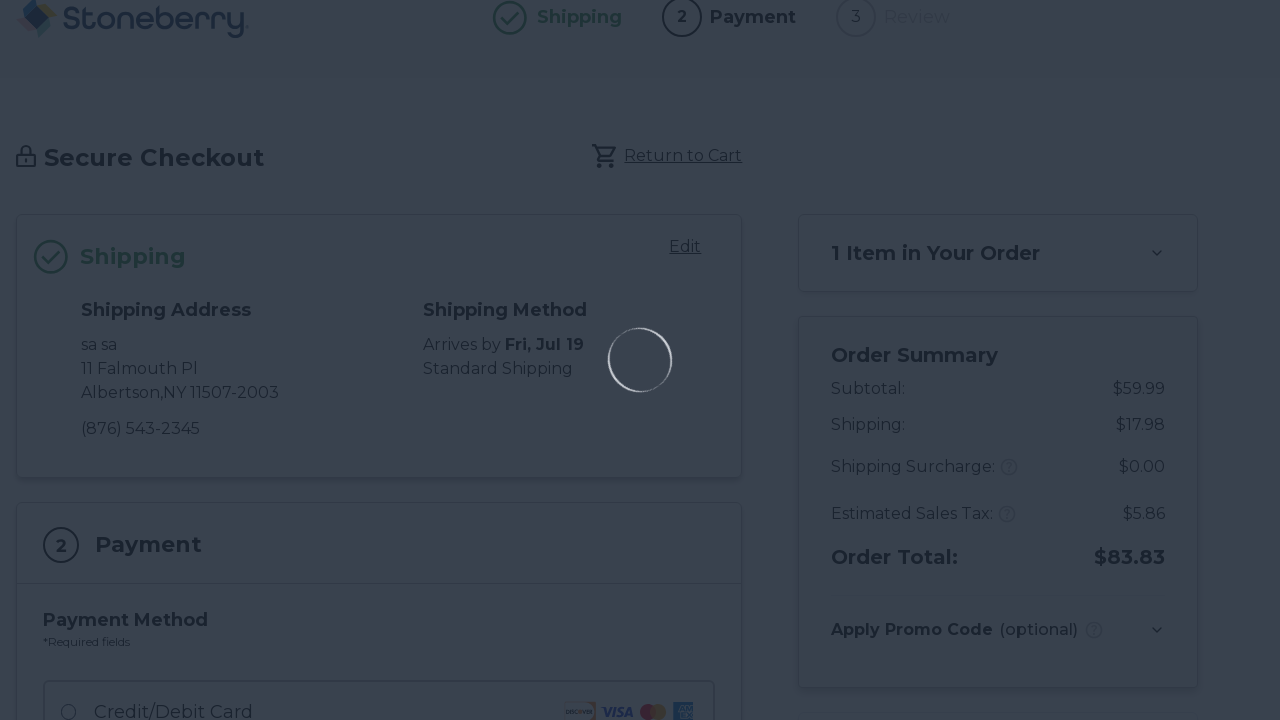 Stoneberry
Shipping
2 Payment
3 Review
Secure Checkout
Return to Cart
Shipping
Edit
Shipping Address
sa sa
11 Falmouth Pl
Albertson,NY 11507-2003
(876) 543-2345
Shipping Method
Arrives by Fri, Jul 19
Standard Shipping
2 Payment
Payment Method
*Required fields
Credit/Debit Card
DISCOVER VISA
1 Item in Your Order
Order Summary
Subtotal: $59.99
Shipping: $17.98
Shipping Surcharge: ? $0.00
Estimated Sales Tax: ? $5.86
Order Total: $83.83
Apply Promo Code (optional) ?